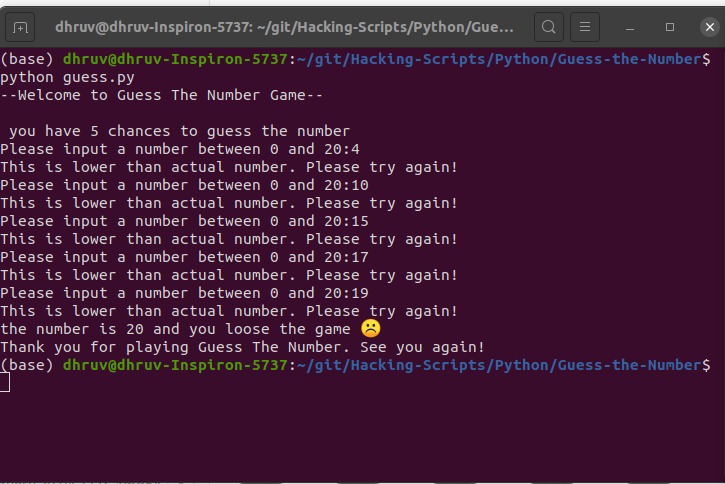 dhruv@dhruv-Inspiron-5737: ~/git/Hacking-Scripts/Python/Gue...
(base) dhruv@dhruv-Inspiron-5737:~/git/Hacking-Scripts/Python/Guess-the-Number$
python guess.py
--Welcome to Guess The Number Game--
you have 5 chances to guess the number
Please input a number between 0 and 20:4
This is lower than actual number. Please try again!
Please input a number between 0 and 20:10
This is lower than actual number. Please try again!
Please input a number between 0 and 20:15
This is lower than actual number. Please try again!
Please input a number between 0 and 20:17
This is lower than actual number. Please try again!
Please input a number between 0 and 20:19
This is lower than actual number. Please try again!
the number is 20 and you loose the game ☹️
Thank you for playing Guess The Number. See you again!
(base) dhruv@dhruv-Inspiron-5737:~/git/Hacking-Scripts/Python/Guess-the-Number$